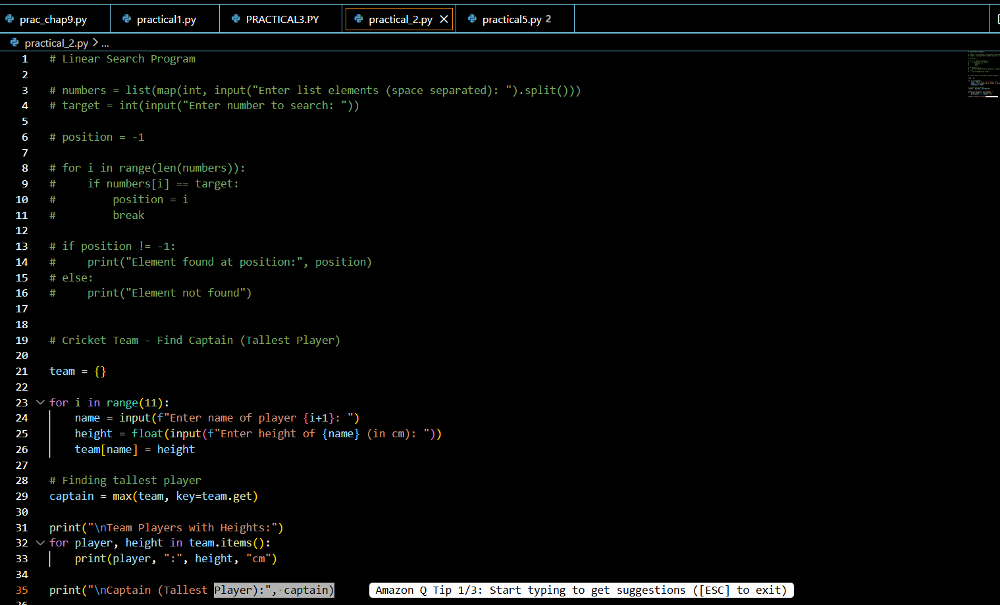 prac_chap9.py practical1.py PRACTICAL3.PY practical_2.py practical5.py 2
practical_2.py > ...
1 # Linear Search Program
2
3 # numbers = list(map(int, input("Enter list elements (space separated): ").split()))
4 # target = int(input("Enter number to search: "))
5
6 # position = -1
7
8 # for i in range(len(numbers)):
9 #     if numbers[i] == target:
10 #         position = i
11 #         break
12
13 # if position != -1:
14 #     print("Element found at position:", position)
15 # else:
16 #     print("Element not found")
17
18
19 # Cricket Team - Find Captain (Tallest Player)
20
21 team = {}
22
23 for i in range(11):
24     name = input(f"Enter name of player {i+1}: ")
25     height = float(input(f"Enter height of {name} (in cm): "))
26     team[name] = height
27
28 # Finding tallest player
29 captain = max(team, key=team.get)
30
31 print("\nTeam Players with Heights:")
32 for player, height in team.items():
33     print(player, ":", height, "cm")
34
35 print("\nCaptain (Tallest Player):", captain) Amazon Q Tip 1/3: Start typing to get suggestions ([ESC] to exit)